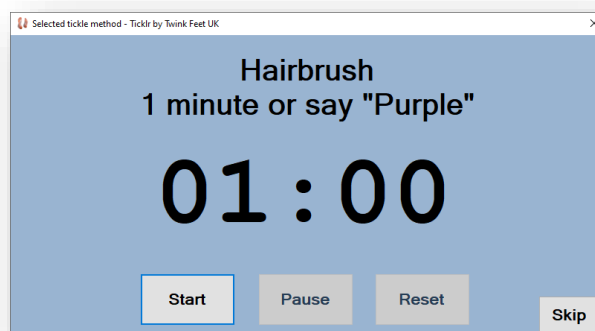 Selected tickle method - Ticklr by Twink Feet UK
Hairbrush
1 minute or say "Purple"
01:00
Start Pause Reset
Skip